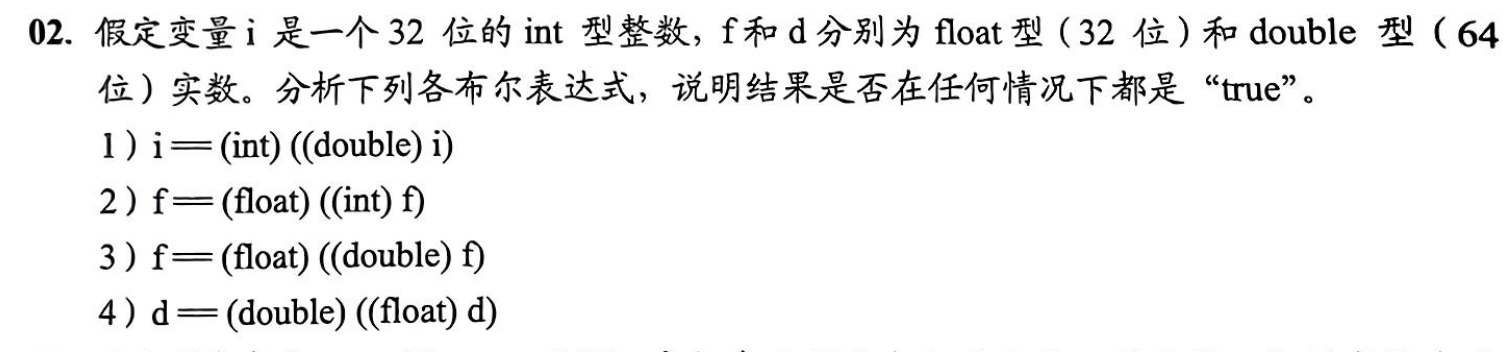 02. 假定变量 i 是一个 32 位的 int 型整数，f 和 d 分别为 float 型（32 位）和 double 型（64
位）实数。分析下列各布尔表达式，说明结果是否在任何情况下都是“true”。
1）i == (int) ((double) i)
2）f == (float) ((int) f)
3）f == (float) ((double) f)
4）d == (double) ((float) d)